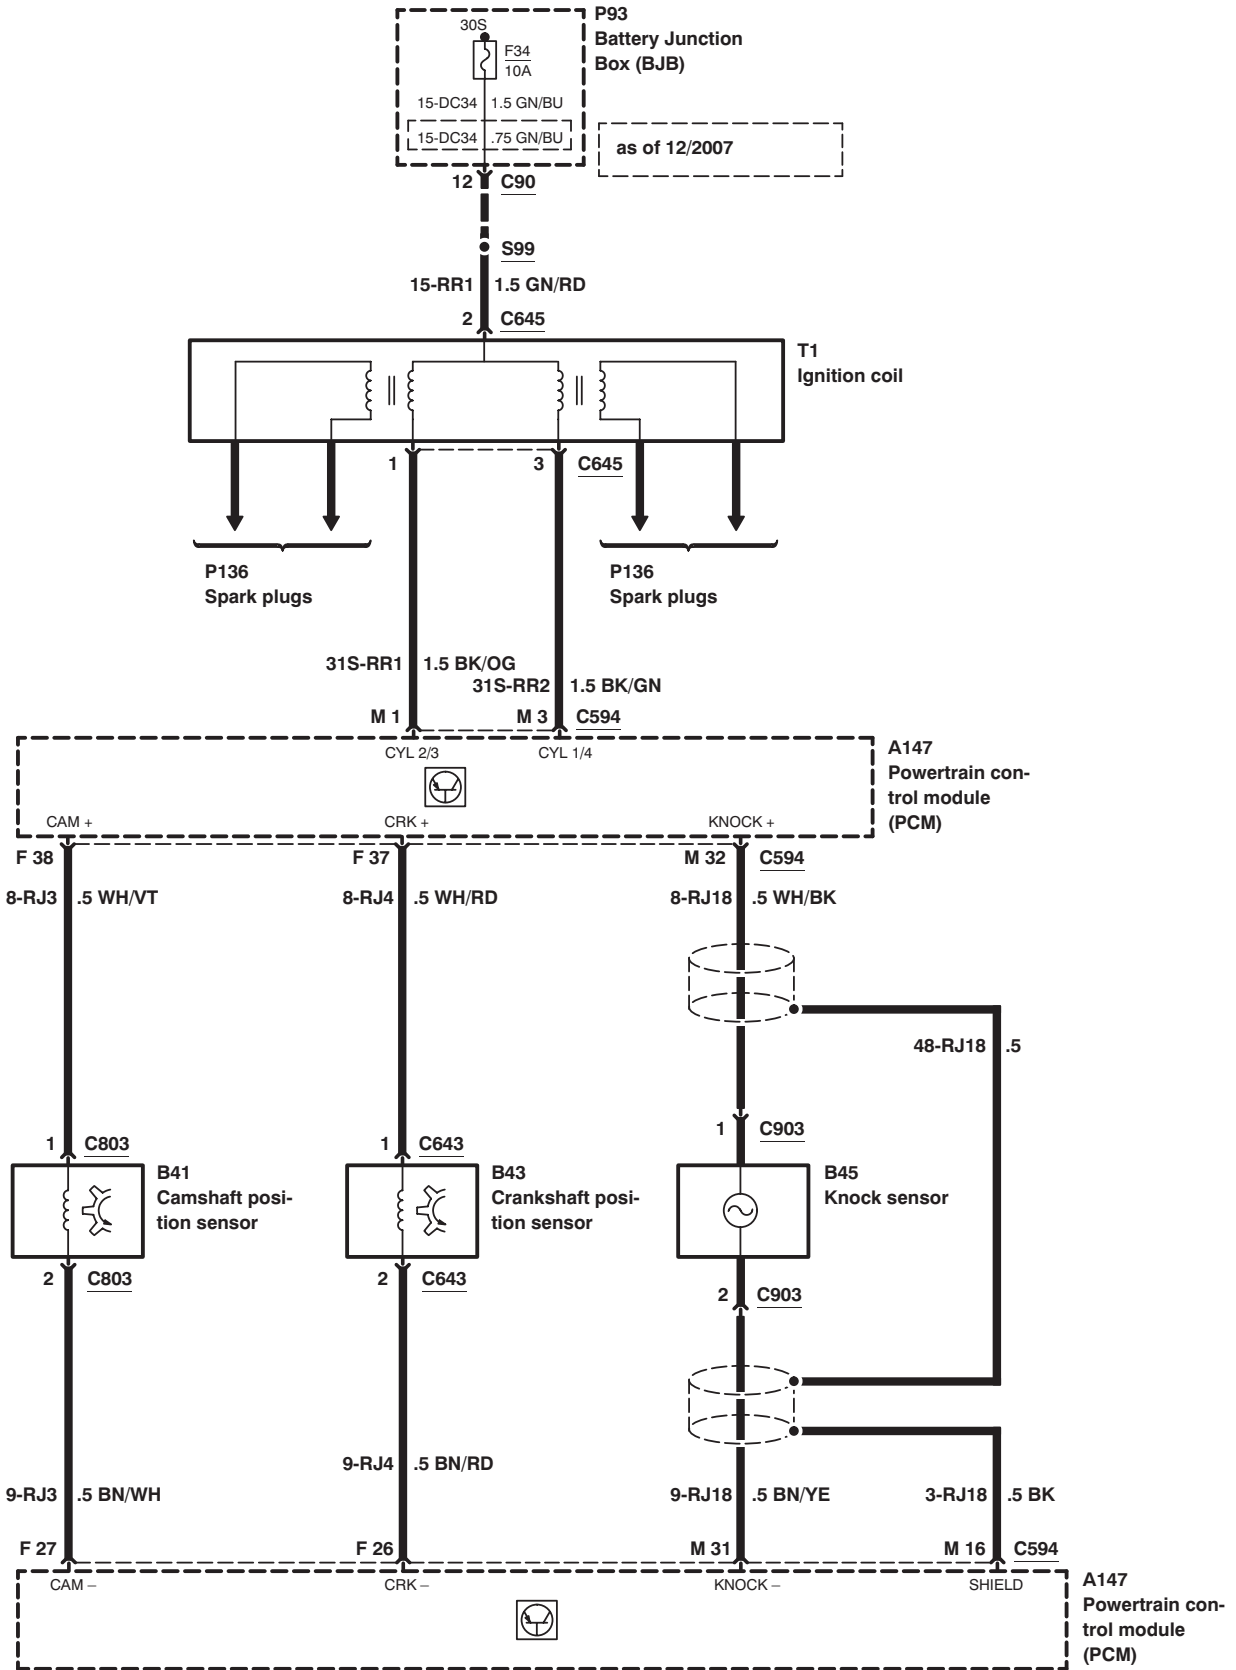 P93
Battery Junction
Box (BJB)
30S
F34
10A
15-DC34 1.5 GN/BU
15-DC34 .75 GN/BU
as of 12/2007
12 C90
S99
15-RR1 1.5 GN/RD
2 C645
T1
Ignition coil
1 3 C645
P136
Spark plugs
P136
Spark plugs
31S-RR1 1.5 BK/OG
31S-RR2 1.5 BK/GN
M 1 M 3 C594
CYL 2/3 CYL 1/4
A147
Powertrain con-
trol module
(PCM)
CAM + CRK + KNOCK +
F 38 F 37 M 32 C594
8-RJ3 .5 WH/VT 8-RJ4 .5 WH/RD 8-RJ18 .5 WH/BK
48-RJ18 .5
1 C803 1 C643 1 C903
B41
Camshaft posi-
tion sensor
B43
Crankshaft posi-
tion sensor
B45
Knock sensor
2 C803 2 C643 2 C903
9-RJ4 .5 BN/RD
9-RJ3 .5 BN/WH 9-RJ18 .5 BN/YE 3-RJ18 .5 BK
F 27 F 26 M 31 M 16 C594
CAM – CRK – KNOCK – SHIELD
A147
Powertrain con-
trol module
(PCM)